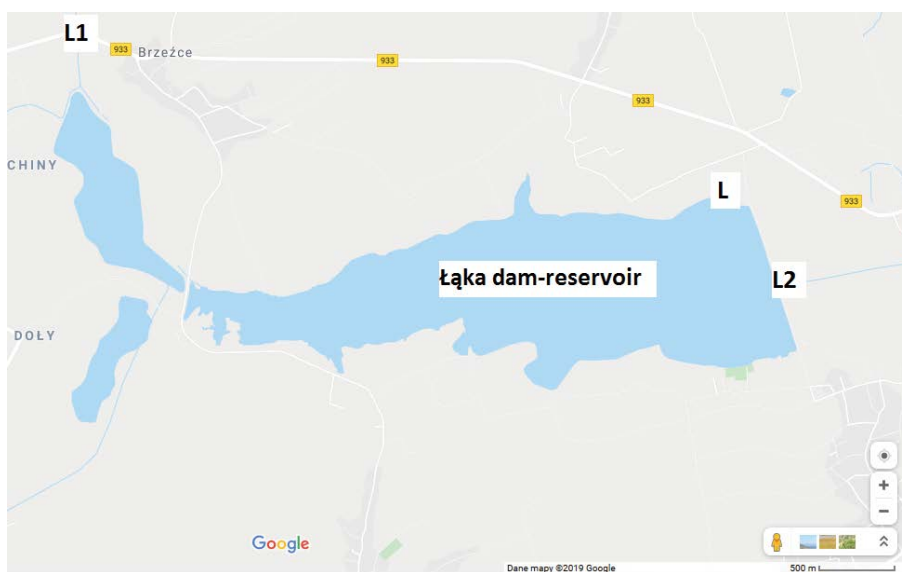 L1
933
Brzeźce
933
933
CHINY
L
933
Łąka dam-reservoir
L2
DOŁY
Google
Dane mapy ©2019 Google
500 m